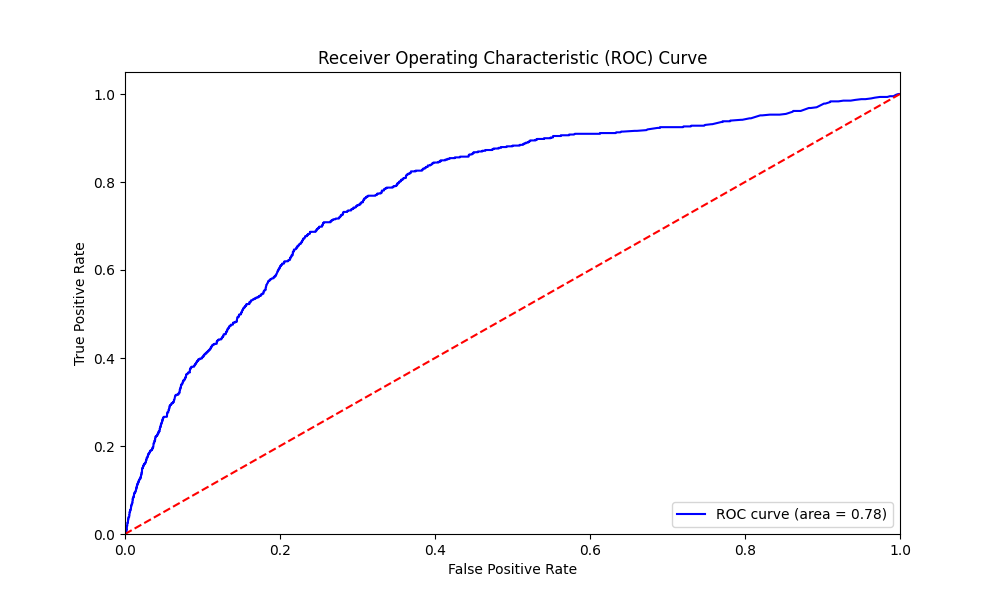 Receiver Operating Characteristic (ROC) Curve
1.0
0.8
0.6
0.4
0.2
0.0
True Positive Rate
ROC curve (area = 0.78)
0.0 0.2 0.4 0.6 0.8 1.0
False Positive Rate